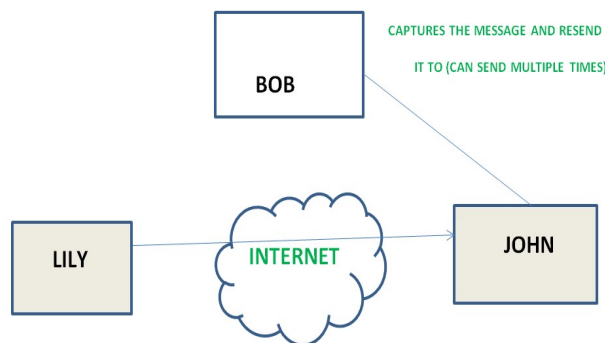 CAPTURES THE MESSAGE AND RESEND
IT TO (CAN SEND MULTIPLE TIMES)
BOB
LILY
INTERNET
JOHN